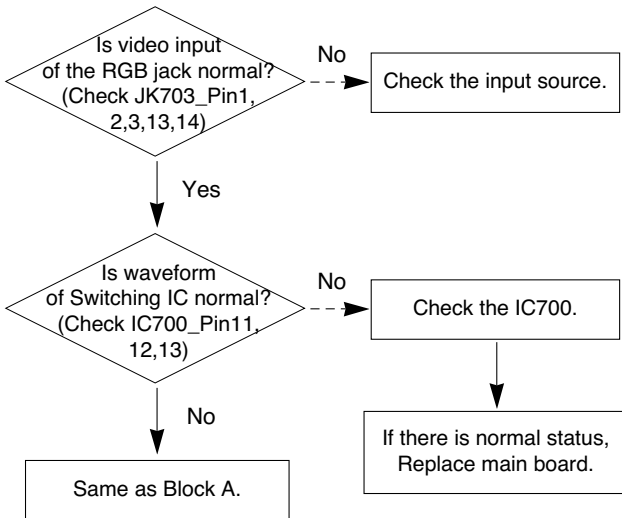 Is video input
of the RGB jack normal?
(Check JK703_Pin1,
2,3,13,14)
No
Check the input source.
Yes
Is waveform
of Switching IC normal?
(Check IC700_Pin11,
12,13)
No
Check the IC700.
No
If there is normal status,
Replace main board.
Same as Block A.